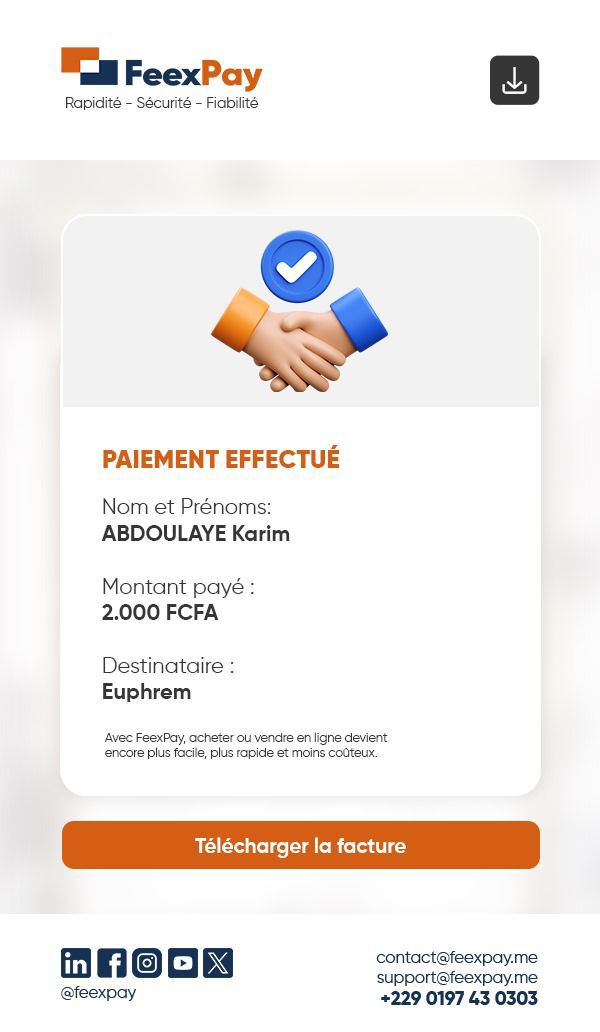 FeexPay
Rapidité - Sécurité - Fiabilité
PAIEMENT EFFECTUÉ
Nom et Prénoms:
ABDOULAYE Karim
Montant payé :
2.000 FCFA
Destinataire :
Euphrem
Avec FeexPay, acheter ou vendre en ligne devient
encore plus facile, plus rapide et moins coûteux.
Télécharger la facture
@feexpay
contact@feexpay.me
support@feexpay.me
+229 0197 43 0303